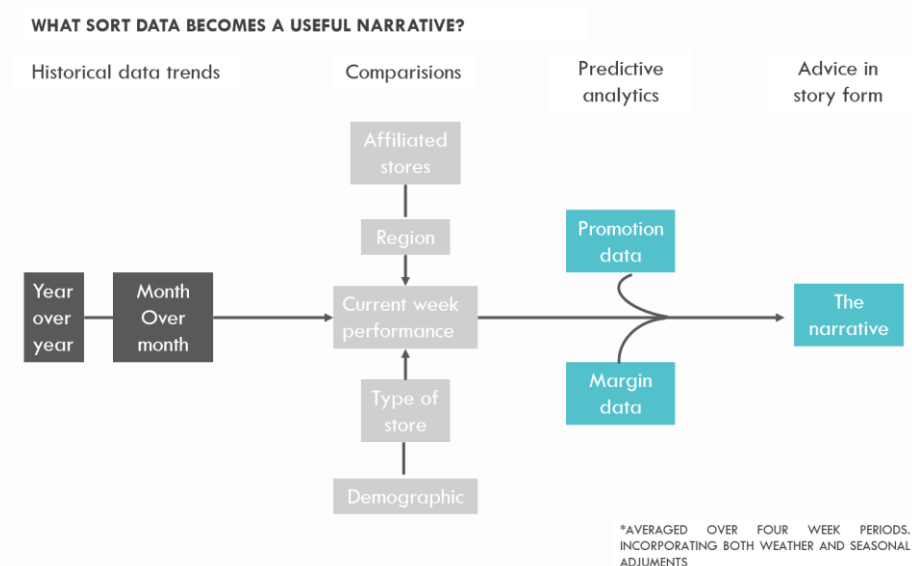 WHAT SORT DATA BECOMES A USEFUL NARRATIVE?
Historical data trends
Comparisions
Predictive
analytics
Advice in
story form
Affiliated
stores
Region
Year
over
year
Month
Over
month
Current week
performance
Type of
store
Demographic
Promotion
data
Margin
data
The
narrative
*AVERAGED OVER FOUR WEEK PERIODS.
INCORPORATING BOTH WEATHER AND SEASONAL
ADJUMENTS